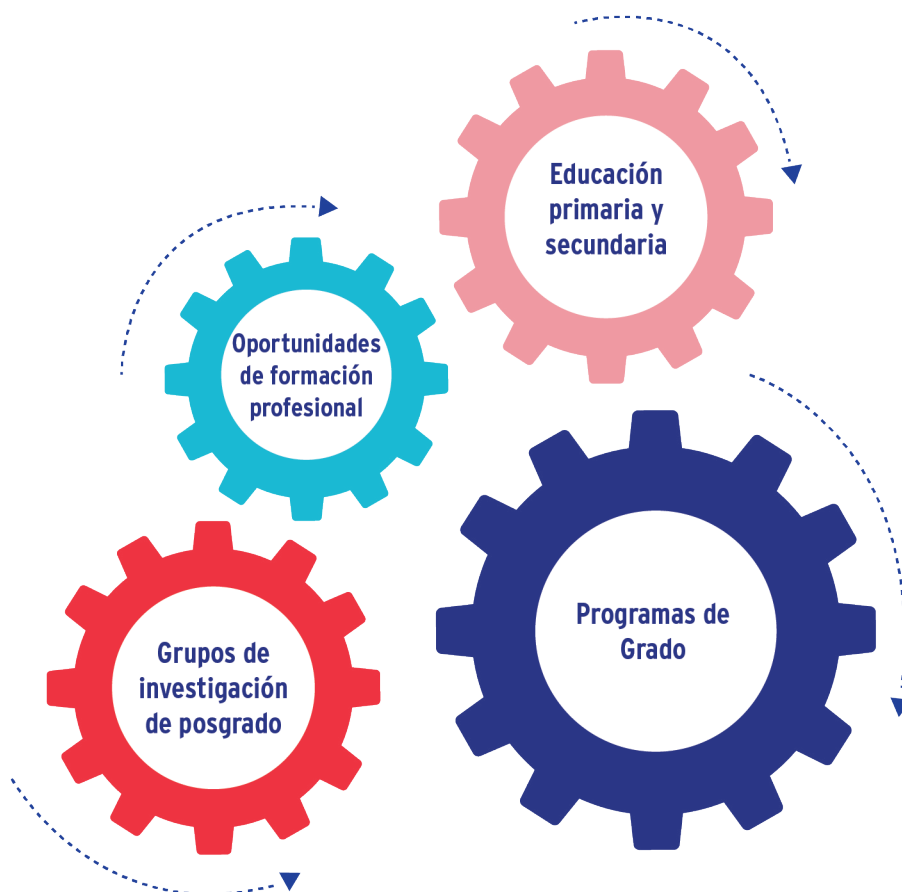 Educación
primaria y
secundaria
Oportunidades
de formación
profesional
Programas de
Grado
Grupos de
investigación
de posgrado